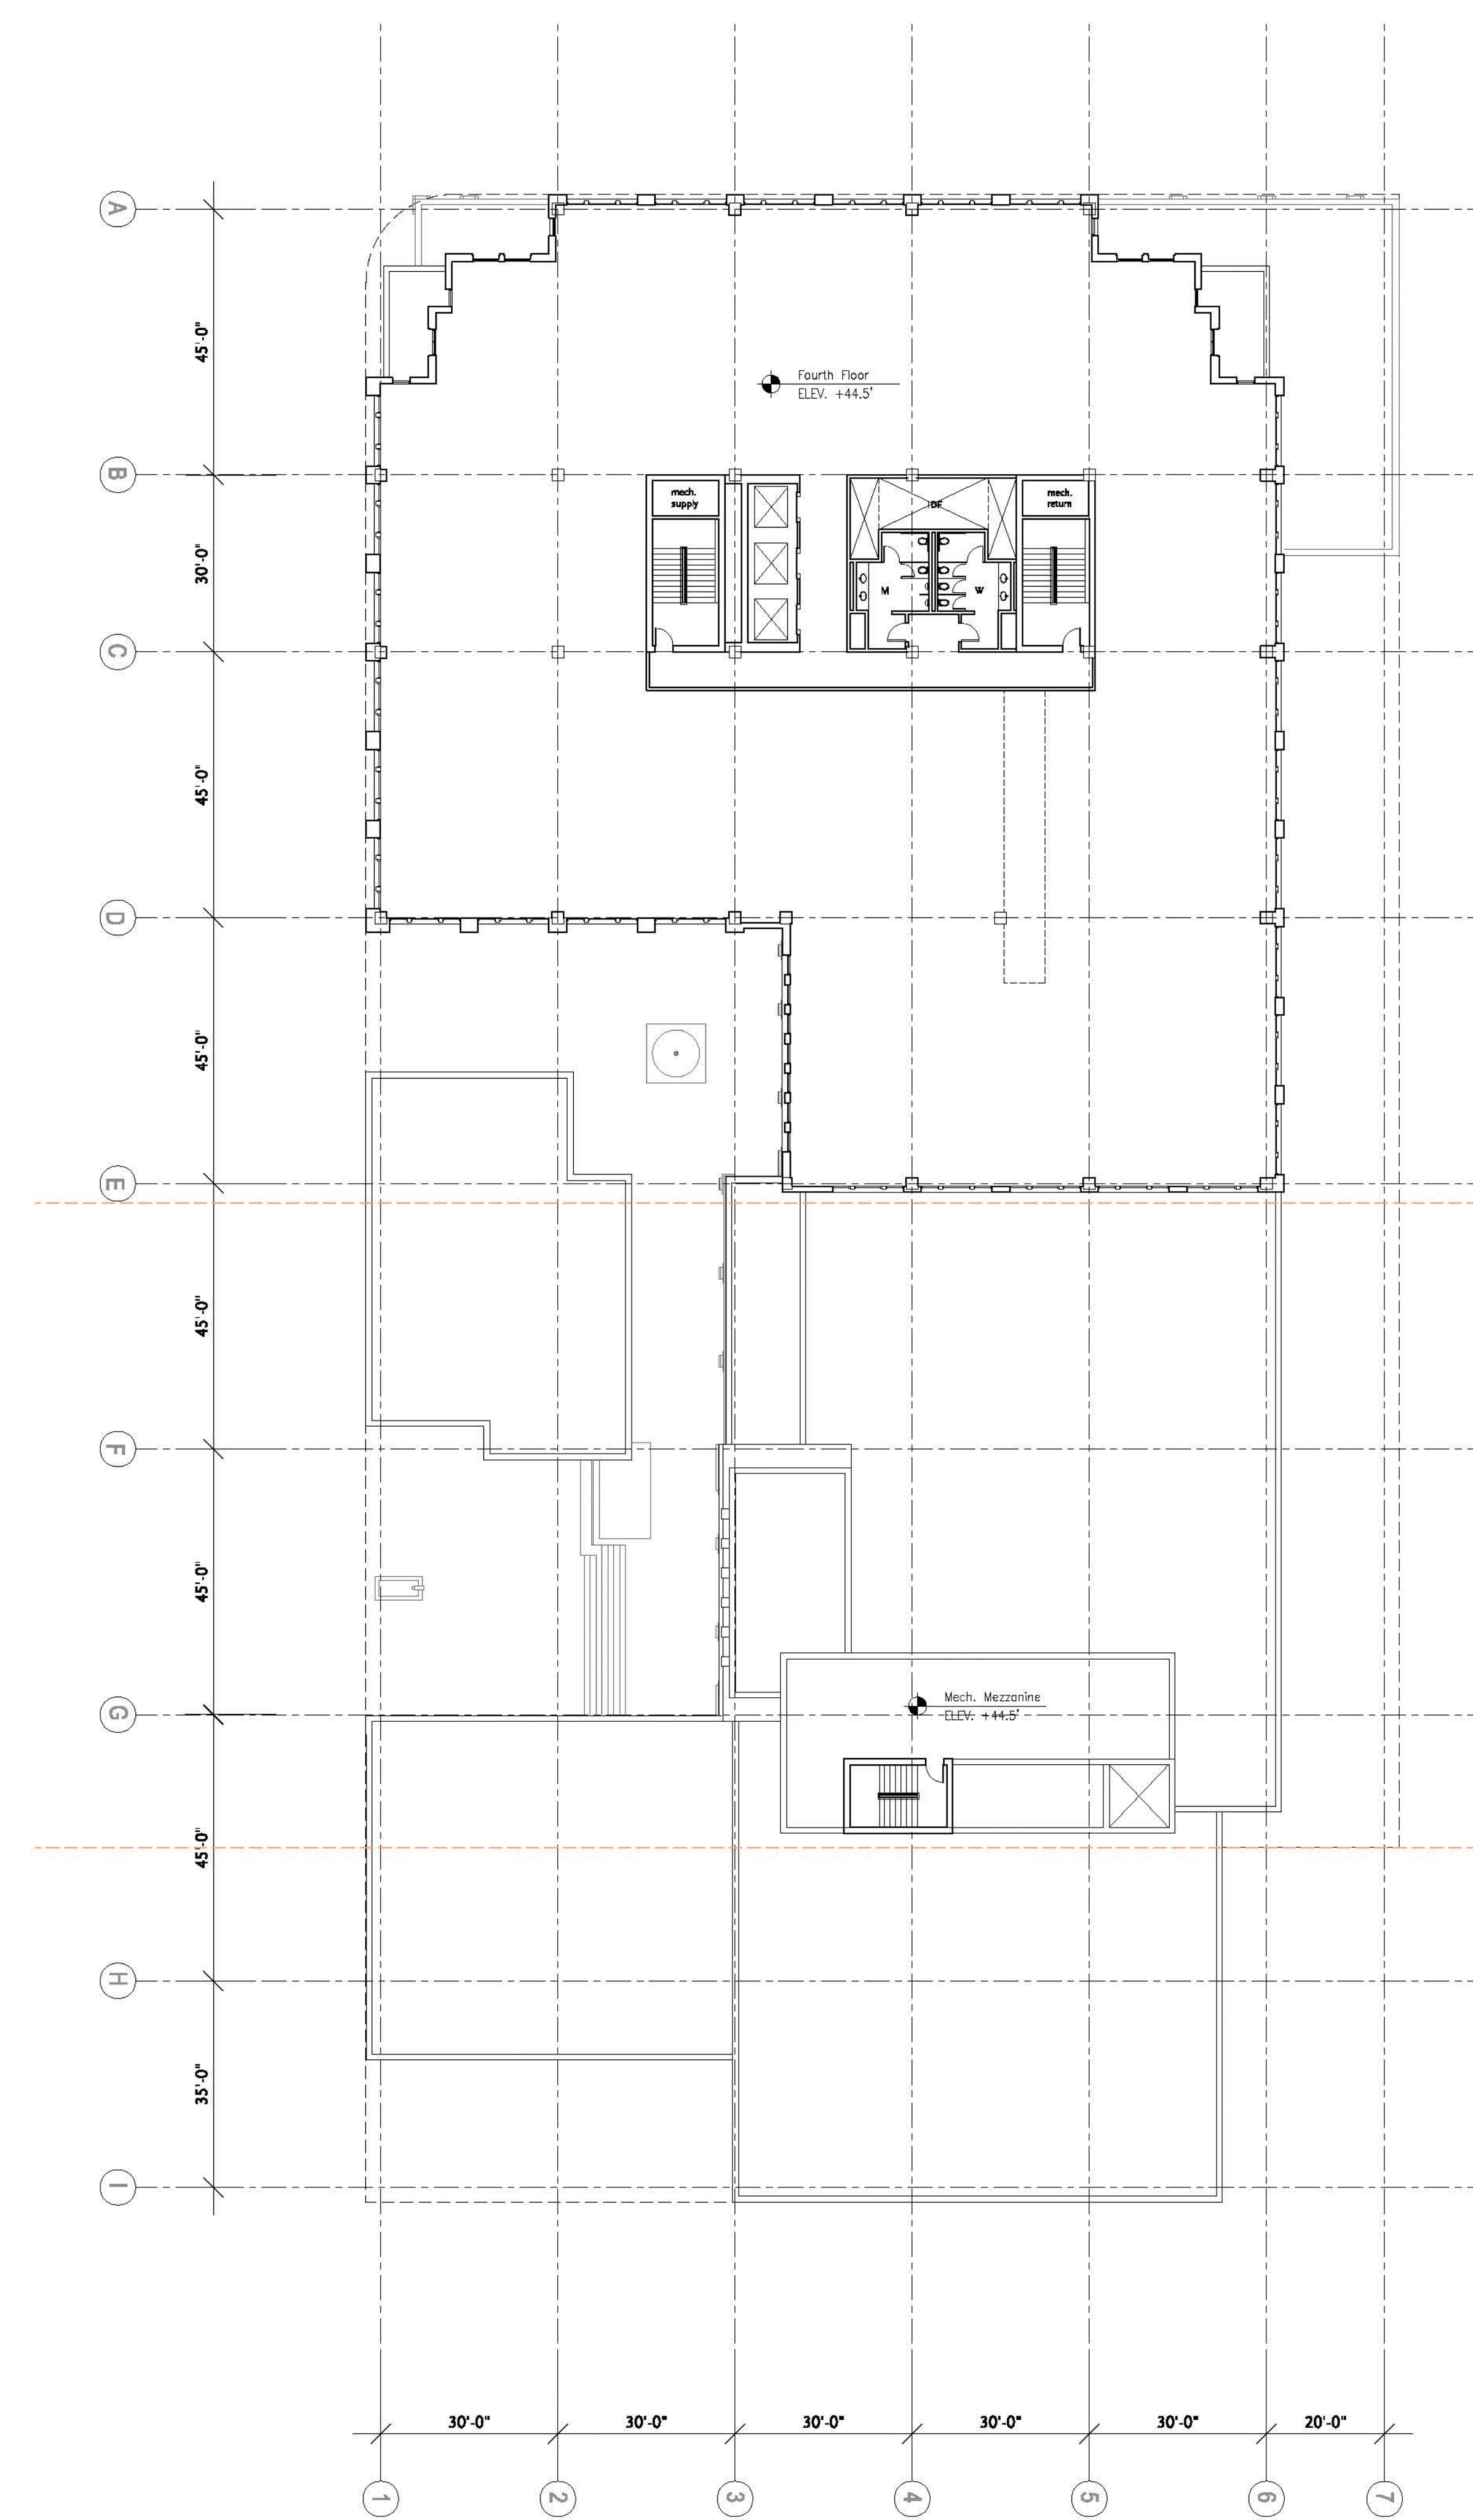 A
45'-0"
Fourth Floor
ELEV. +44.5'
B
mech.
supply
DF
mech.
return
30'-0"
M
W
C
45'-0"
D
45'-0"
E
45'-0"
F
45'-0"
Mech. Mezzanine
ELEV. +44.5'
G
45'-0"
H
35'-0"
I
30'-0"
30'-0"
30'-0"
30'-0"
30'-0"
20'-0"
1
2
3
4
5
6
7